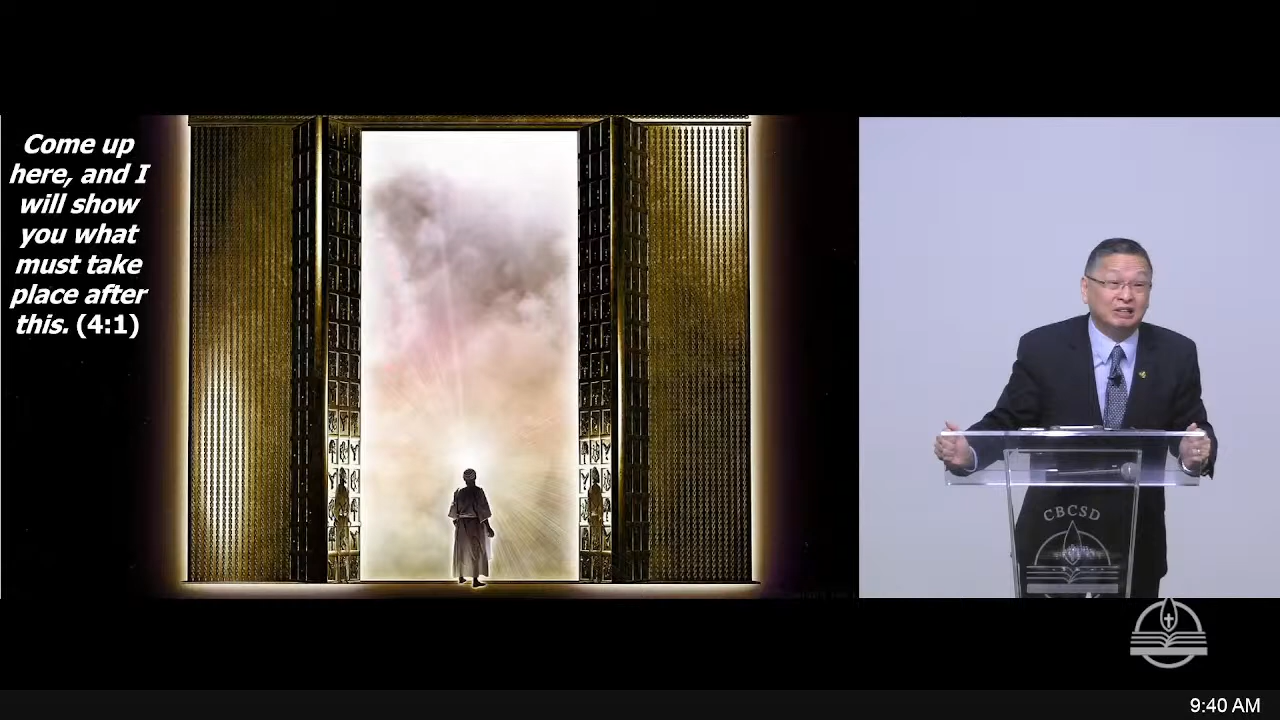 Come up
here, and I
will show
you what
must take
place after
this. (4:1)
CBCSD
9:40 AM